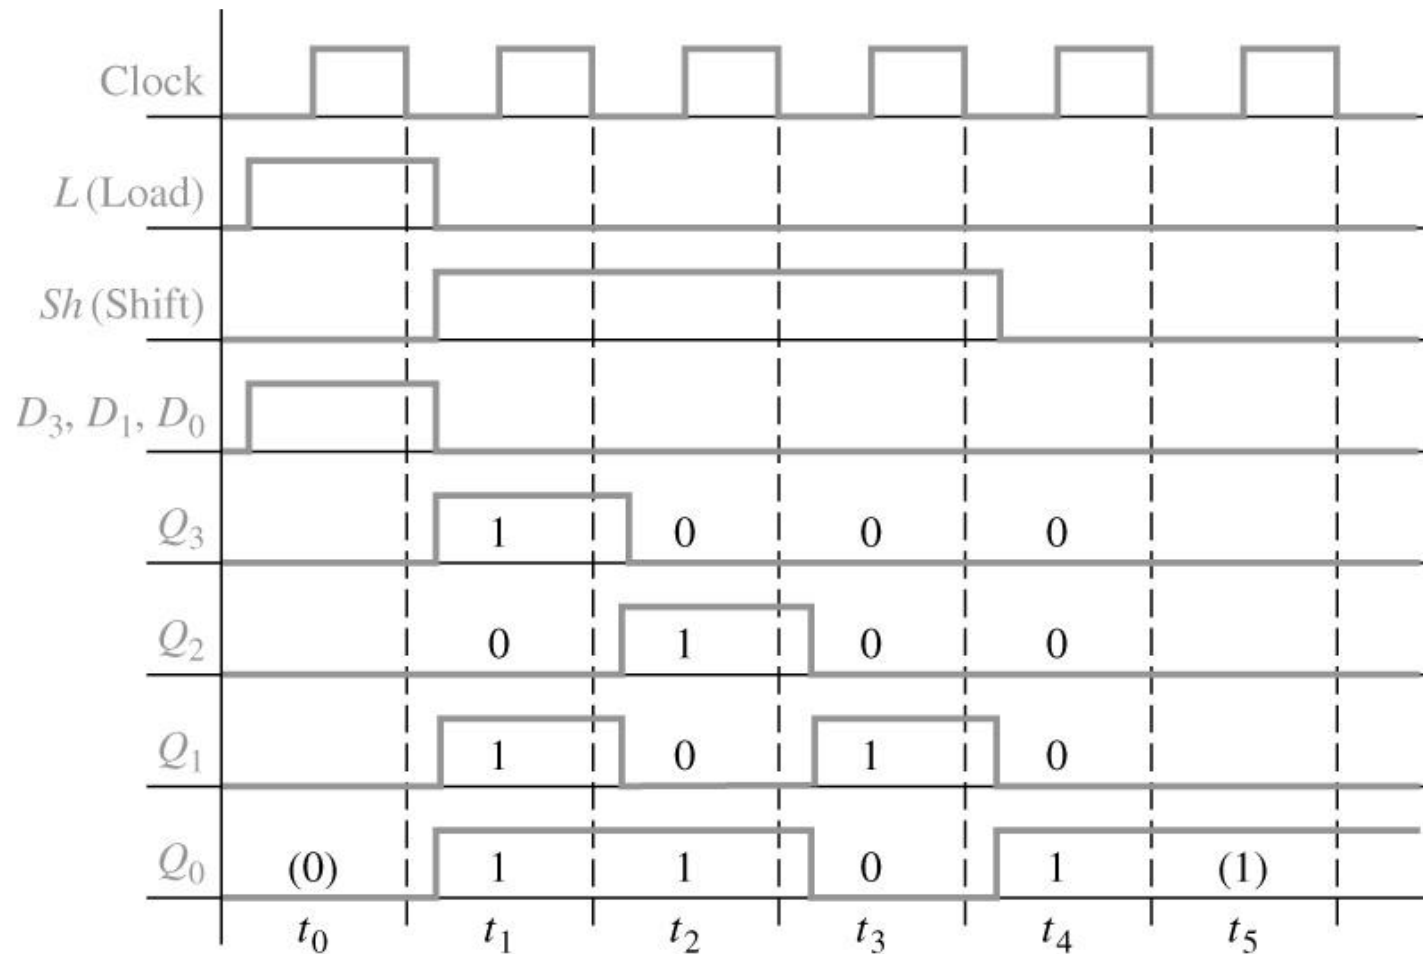 Clock
L (Load)
Sh (Shift)
D3, D1, D0
Q3 1 0 0 0
Q2 0 1 0 0
Q1 1 0 1 0
Q0 (0) 1 1 0 1 (1)
t0 t1 t2 t3 t4 t5